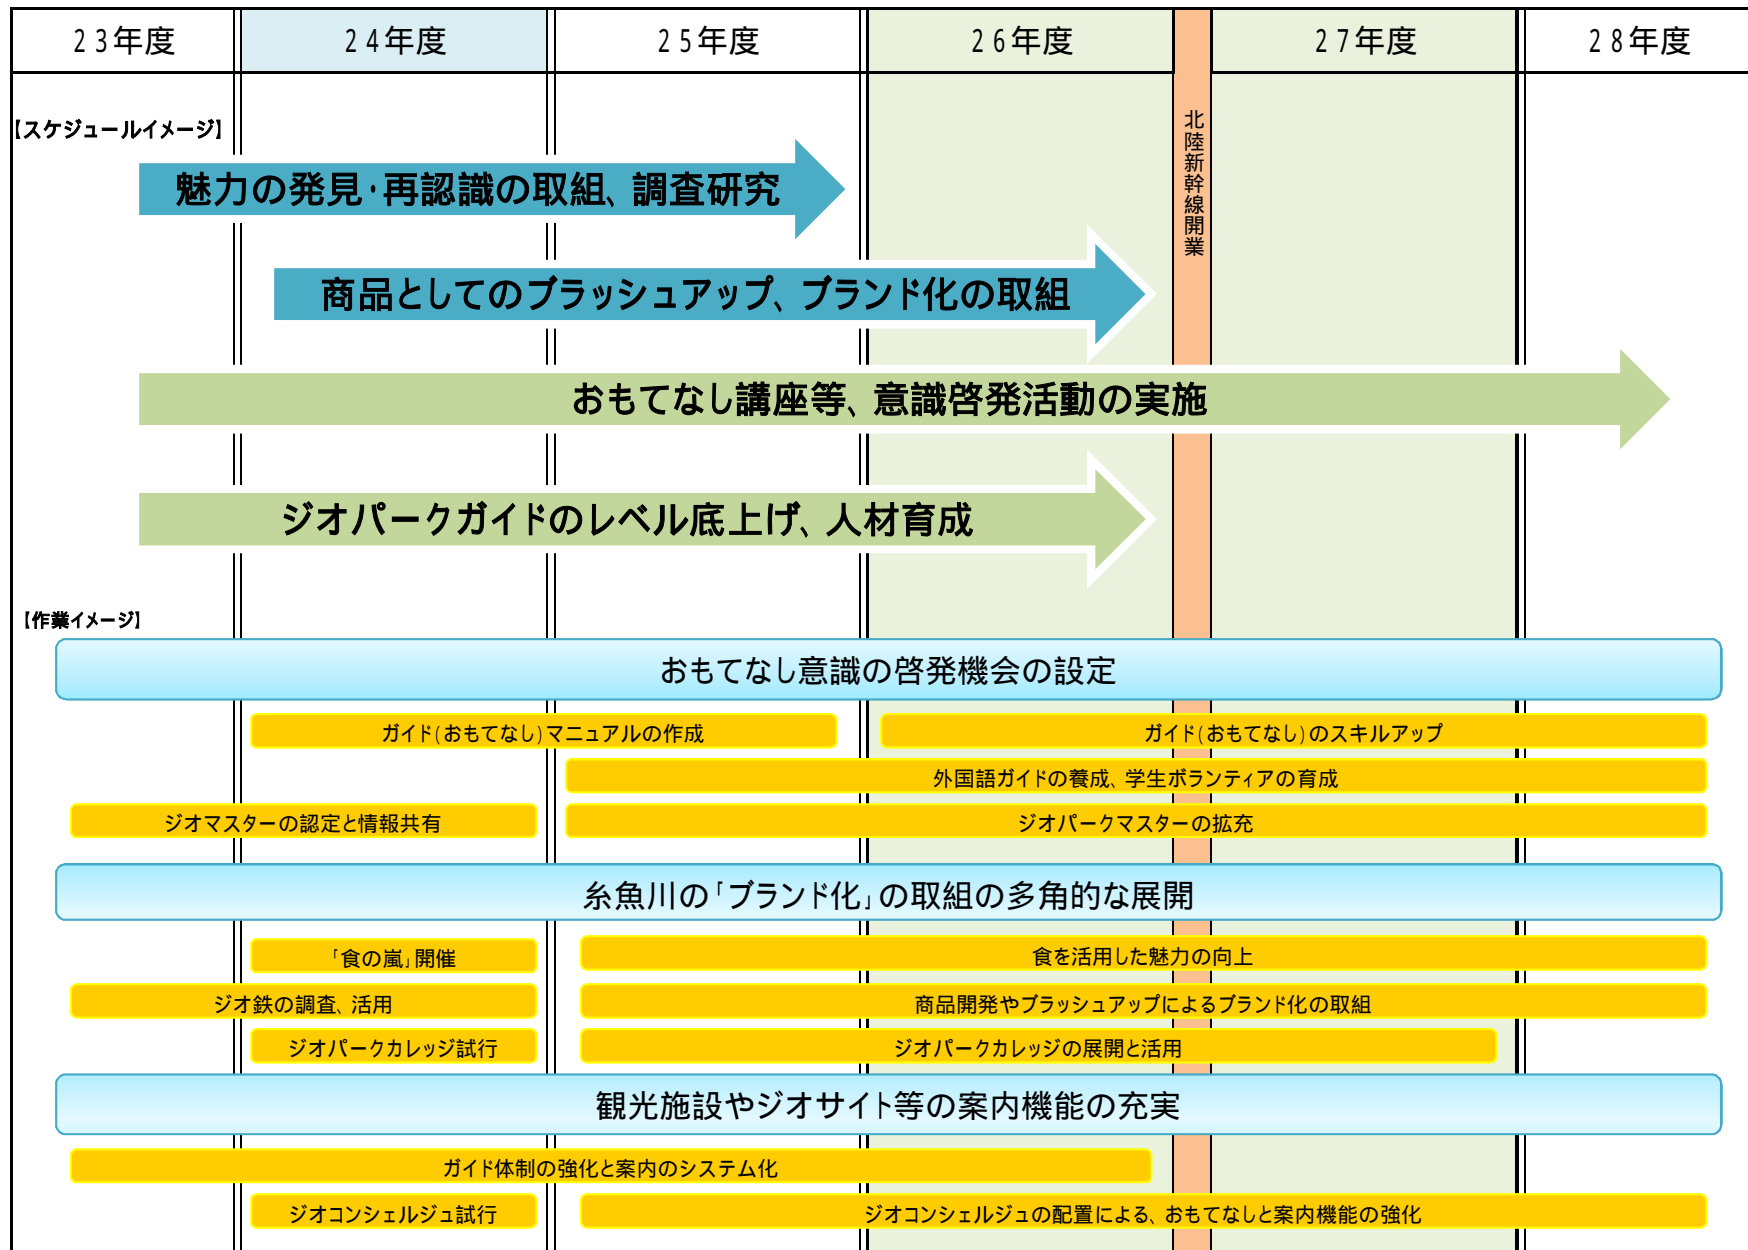 23年度 24年度 25年度 26年度 27年度 28年度
北陸新幹線開業
【スケジュールイメージ】
魅力の発見・再認識の取組、調査研究
商品としてのブラッシュアップ、ブランド化の取組
おもてなし講座等、意識啓発活動の実施
ジオパークガイドのレベル底上げ、人材育成
【作業イメージ】
おもてなし意識の啓発機会の設定
ガイド(おもてなし)マニュアルの作成 ガイド(おもてなし)のスキルアップ
外国語ガイドの養成、学生ボランティアの育成
ジオマスターの認定と情報共有 ジオパークマスターの拡充
糸魚川の「ブランド化」の取組の多角的な展開
「食の嵐」開催 食を活用した魅力の向上
ジオ鉄の調査、活用 商品開発やブラッシュアップによるブランド化の取組
ジオパークカレッジ試行 ジオパークカレッジの展開と活用
観光施設やジオサイト等の案内機能の充実
ガイド体制の強化と案内のシステム化
ジオコンシェルジュ試行 ジオコンシェルジュの配置による、おもてなしと案内機能の強化